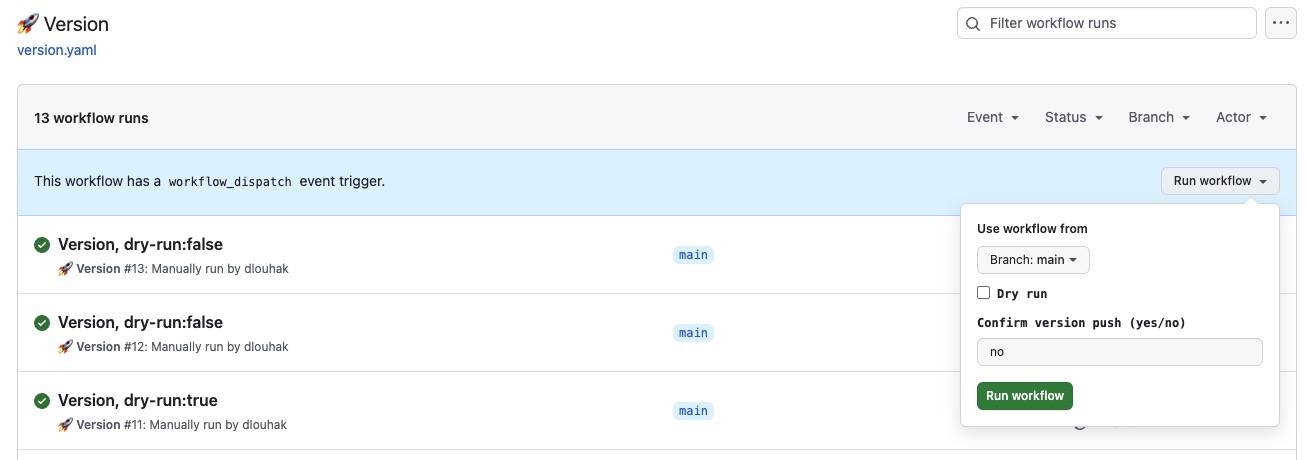 🚀 Version
version.yaml
Filter workflow runs
13 workflow runs
Event
Status
Branch
Actor
This workflow has a workflow_dispatch event trigger.
Run workflow
Version, dry-run:false
🚀 Version #13: Manually run by dlouhak
main
Version, dry-run:false
🚀 Version #12: Manually run by dlouhak
main
Version, dry-run:true
🚀 Version #11: Manually run by dlouhak
main
Use workflow from
Branch: main
Dry run
Confirm version push (yes/no)
no
Run workflow